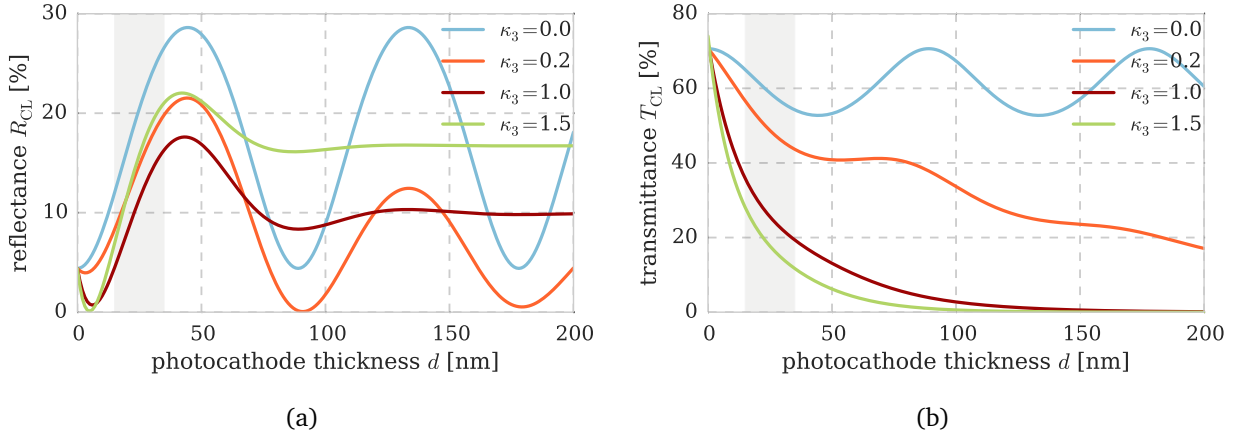 30
20
10
0
0
50
100
150
200
reflectance R_CL [%]
photocathode thickness d [nm]
κ₃=0.0
κ₃=0.2
κ₃=1.0
κ₃=1.5
(a)
80
60
40
20
0
0
50
100
150
200
transmittance T_CL [%]
photocathode thickness d [nm]
κ₃=0.0
κ₃=0.2
κ₃=1.0
κ₃=1.5
(b)